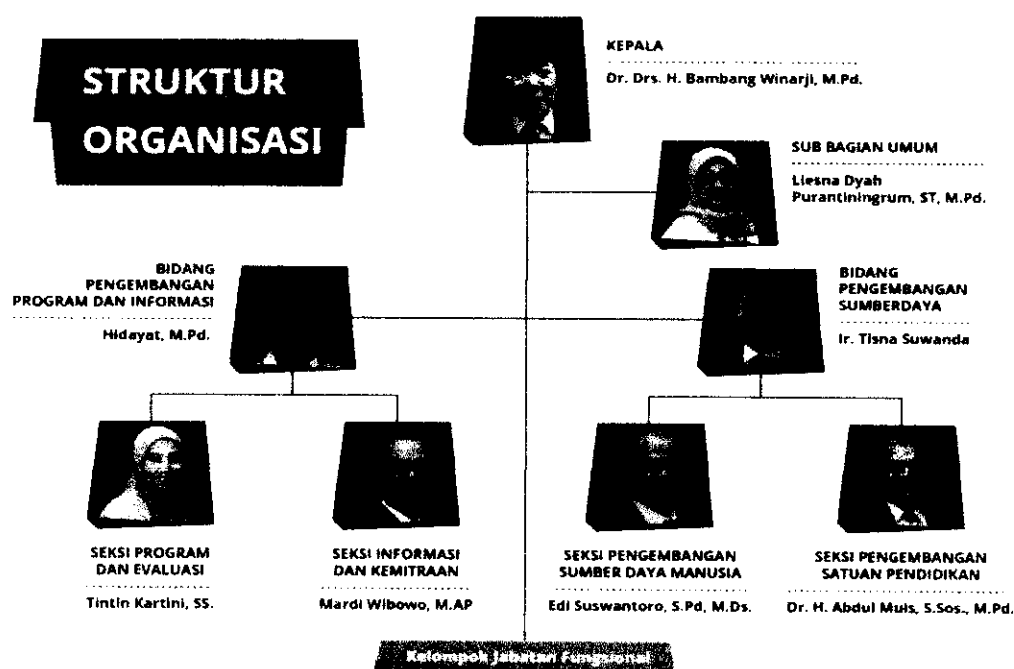 STRUKTUR
ORGANISASI
KEPALA
Dr. Drs. H. Bambang Winarji, M.Pd.
SUB BAGIAN UMUM
Liesna Dyah
Purantiningrum, ST, M.Pd.
BIDANG
PENGEMBANGAN
PROGRAM DAN INFORMASI
Hidayat, M.Pd.
BIDANG
PENGEMBANGAN
SUMBERDAYA
Ir. Tisna Suwanda
SEKSI PROGRAM
DAN EVALUASI
Tintin Kartini, SS.
SEKSI INFORMASI
DAN KEMITRAAN
Mardi Wibowo, M.AP
SEKSI PENGEMBANGAN
SUMBER DAYA MANUSIA
Edi Suswantoro, S.Pd, M.Ds.
SEKSI PENGEMBANGAN
SATUAN PENDIDIKAN
Dr. H. Abdul Muis, S.Sos., M.Pd.
Kelompok Jabatan Fungsional